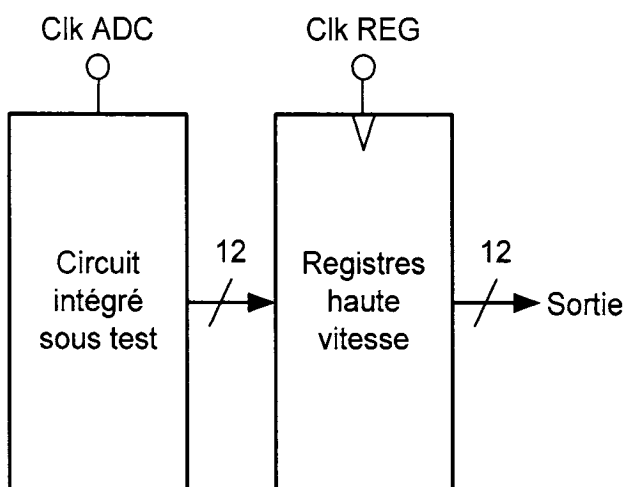 Clk ADC
Clk REG
Circuit
intégré
sous test
12
Registres
haute
vitesse
12
Sortie